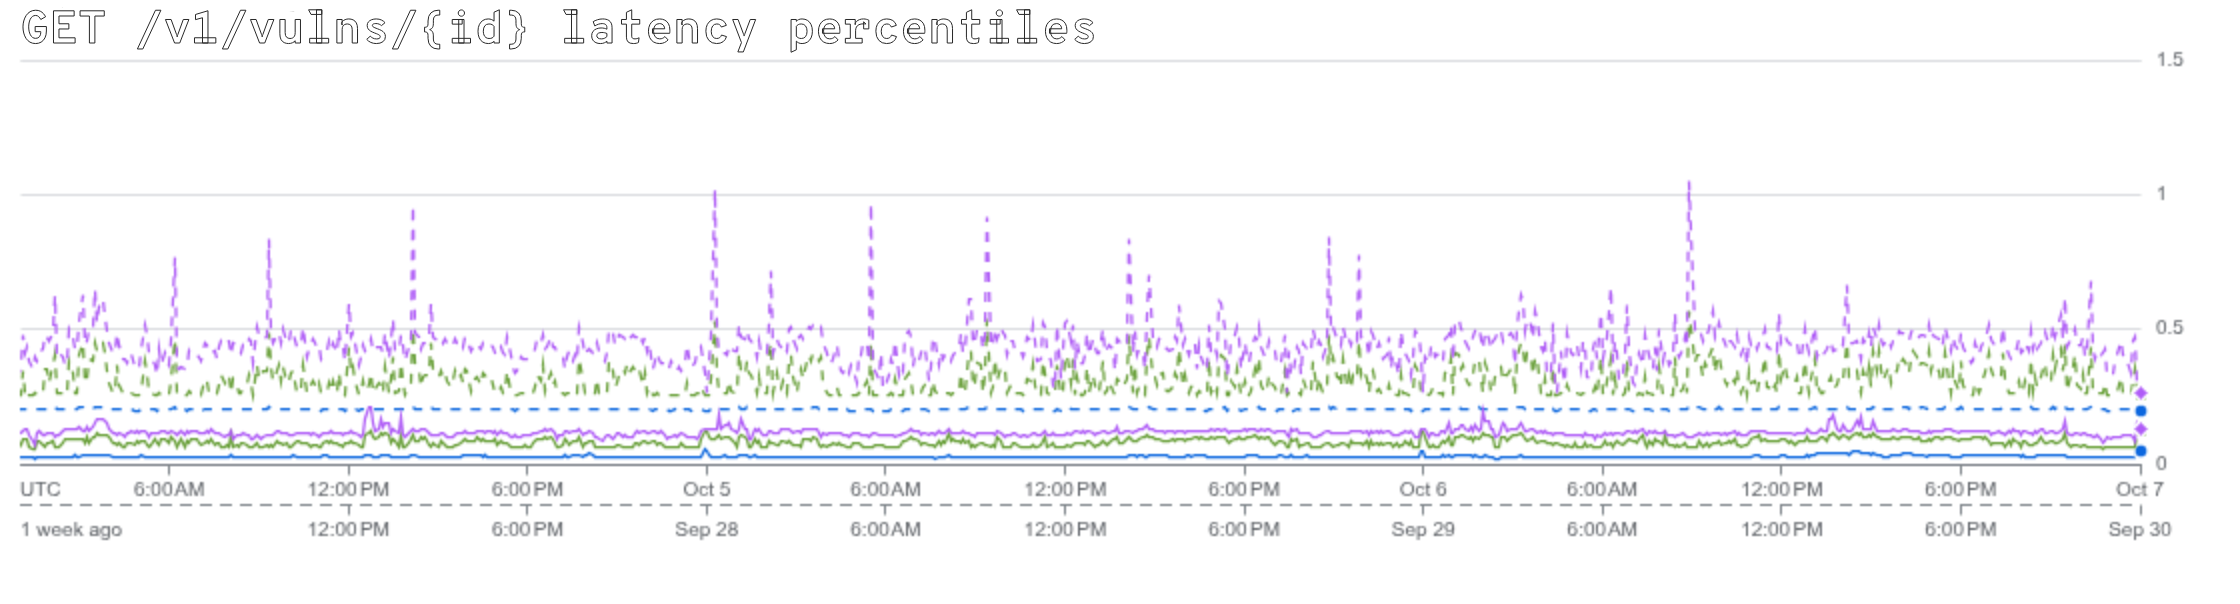 GET /v1/vulns/{id} latency percentiles
1.5
1
0.5
0
UTC 6:00 AM 12:00 PM 6:00 PM Oct 5 6:00 AM 12:00 PM 6:00 PM Oct 6 6:00 AM 12:00 PM 6:00 PM Oct 7
1 week ago 12:00 PM 6:00 PM Sep 28 6:00 AM 12:00 PM 6:00 PM Sep 29 6:00 AM 12:00 PM 6:00 PM Sep 30